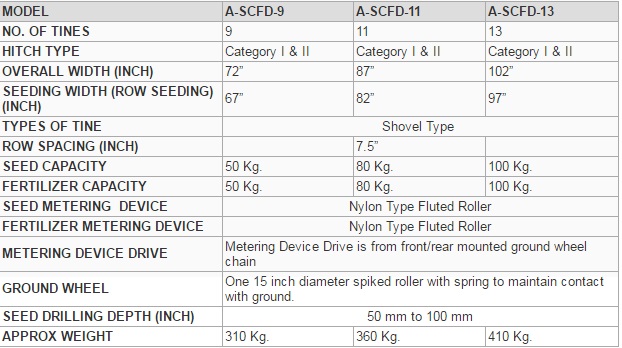 MODEL A-SCFD-9 A-SCFD-11 A-SCFD-13
NO. OF TINES 9 11 13
HITCH TYPE Category I & II Category I & II Category I & II
OVERALL WIDTH (INCH) 72” 87” 102”
SEEDING WIDTH (ROW SEEDING) (INCH) 67” 82” 97”
TYPES OF TINE Shovel Type
ROW SPACING (INCH) 7.5”
SEED CAPACITY 50 Kg. 80 Kg. 100 Kg.
FERTILIZER CAPACITY 50 Kg. 80 Kg. 100 Kg.
SEED METERING DEVICE Nylon Type Fluted Roller
FERTILIZER METERING DEVICE Nylon Type Fluted Roller
METERING DEVICE DRIVE Metering Device Drive is from front/rear mounted ground wheel
chain
GROUND WHEEL One 15 inch diameter spiked roller with spring to maintain contact
with ground.
SEED DRILLING DEPTH (INCH) 50 mm to 100 mm
APPROX WEIGHT 310 Kg. 360 Kg. 410 Kg.